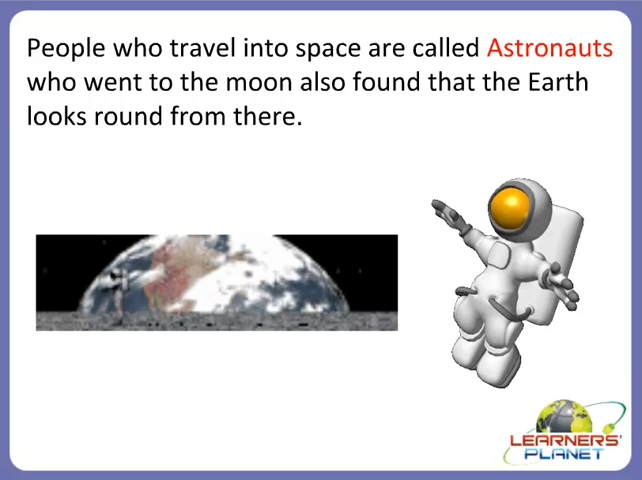 People who travel into space are called Astronauts
who went to the moon also found that the Earth
looks round from there.
LEARNERS'
PLANET